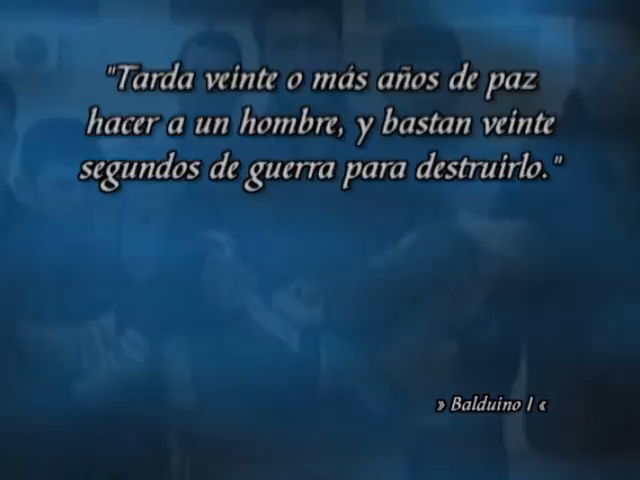 "Tarda veinte o más años de paz
hacer a un hombre, y bastan veinte
segundos de guerra para destruirlo."
» Balduino I «